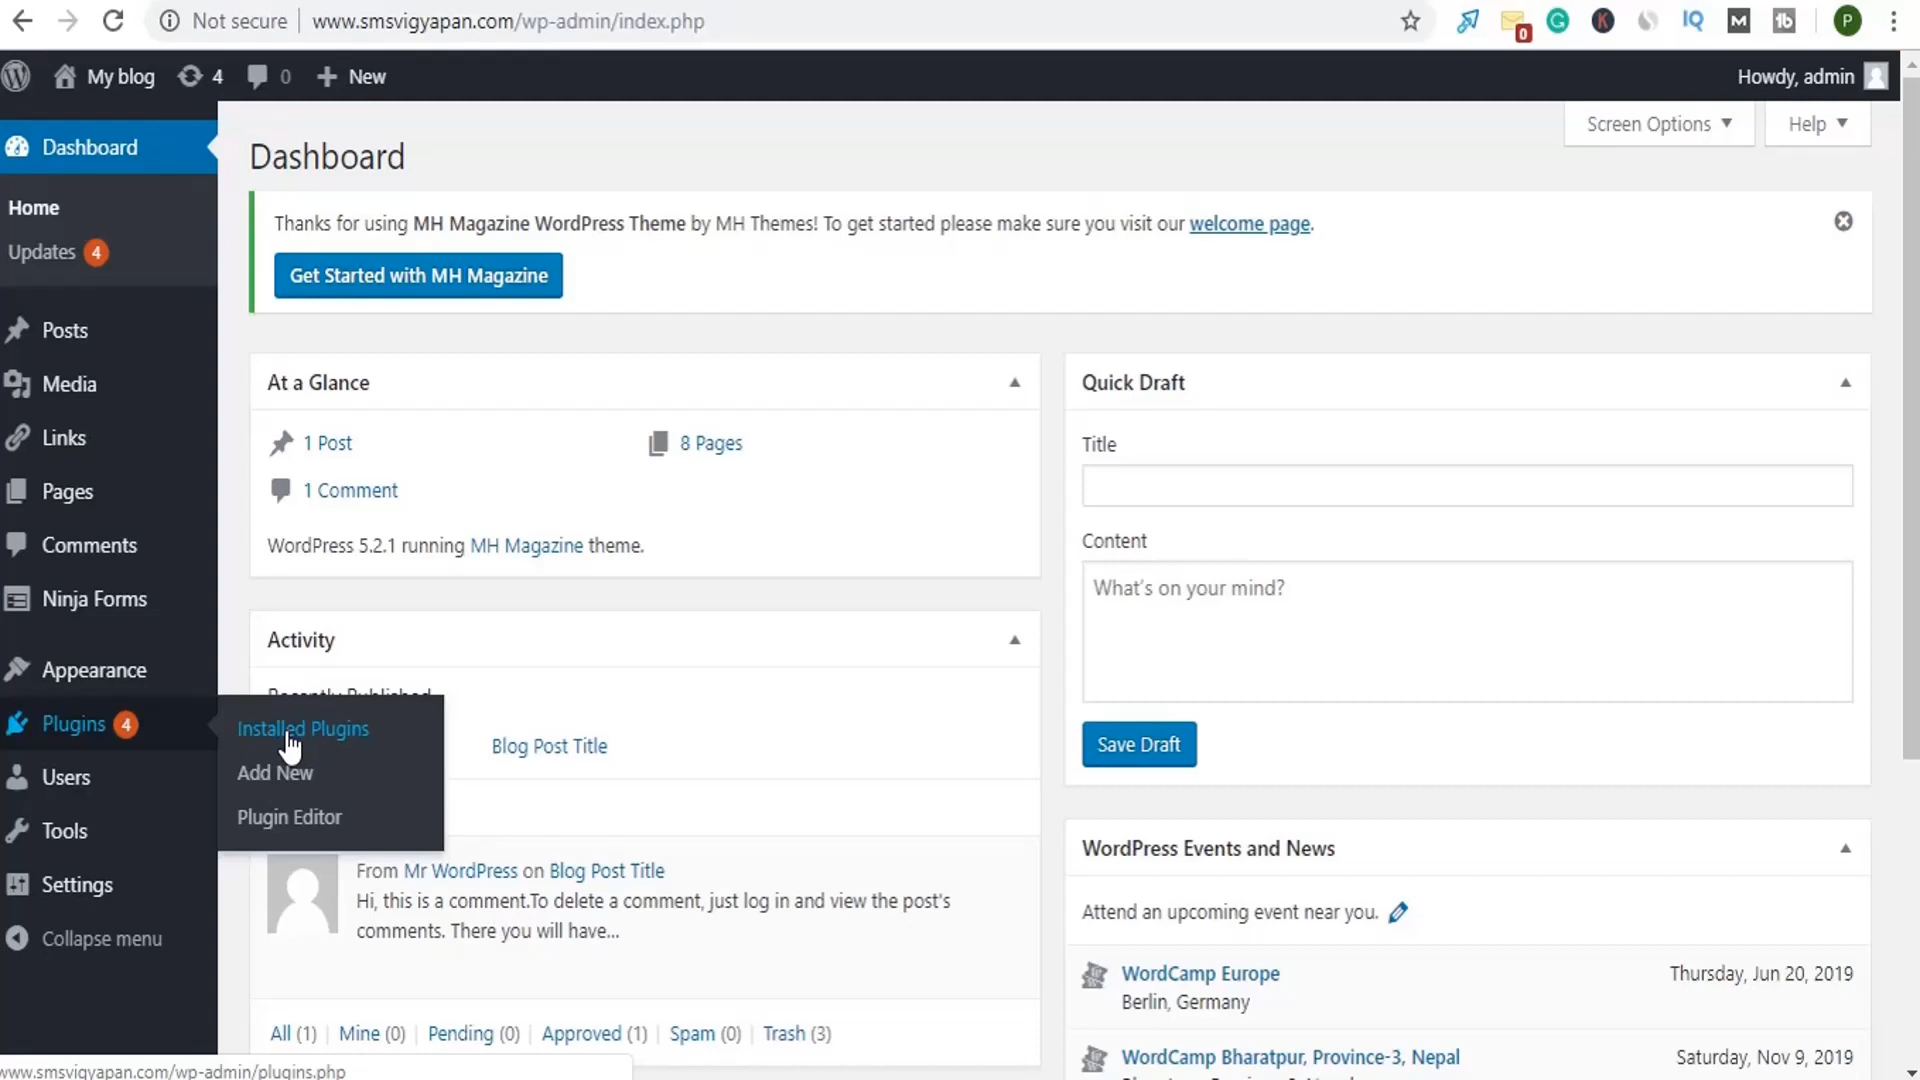 Not secure www.smsvigyapan.com/wp-admin/index.php
0 G K IQ M tb P
My blog 4 0 + New Howdy, admin
Dashboard
Home
Updates 4
Posts
Media
Links
Pages
Comments
Ninja Forms
Appearance
Plugins 4
Users
Tools
Settings
Collapse menu
Installed Plugins
Add New
Plugin Editor
Screen Options ▼ Help ▼
Dashboard
Thanks for using MH Magazine WordPress Theme by MH Themes! To get started please make sure you visit our welcome page.
Get Started with MH Magazine
At a Glance
1 Post 8 Pages
1 Comment
WordPress 5.2.1 running MH Magazine theme.
Activity
Recently Published
Blog Post Title
From Mr WordPress on Blog Post Title
Hi, this is a comment.To delete a comment, just log in and view the post's
comments. There you will have...
All (1) | Mine (0) | Pending (0) | Approved (1) | Spam (0) | Trash (3)
Quick Draft
Title
Content
What's on your mind?
Save Draft
WordPress Events and News
Attend an upcoming event near you.
WordCamp Europe Thursday, Jun 20, 2019
Berlin, Germany
WordCamp Bharatpur, Province-3, Nepal Saturday, Nov 9, 2019
www.smsvigyapan.com/wp-admin/plugins.php